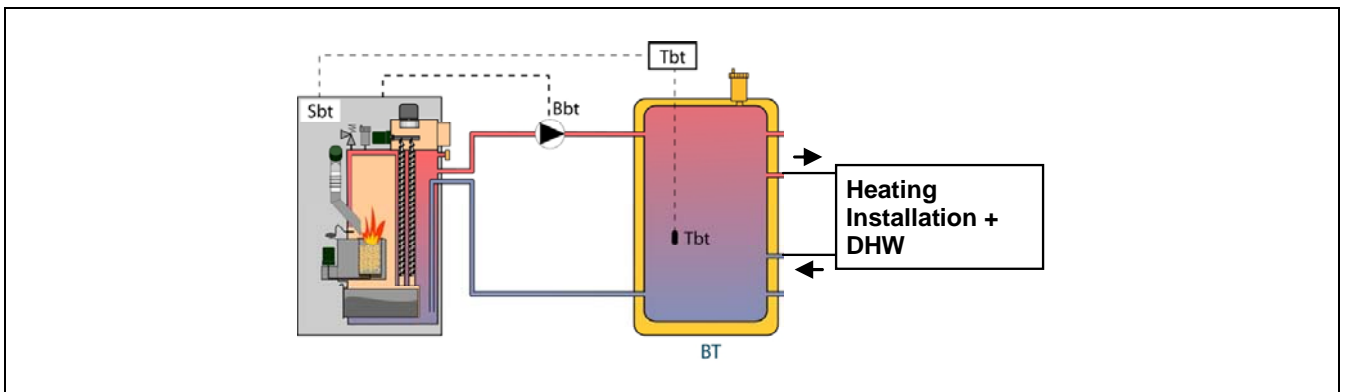 Tbt
Sbt
Bbt
Heating
Installation +
DHW
Tbt
BT